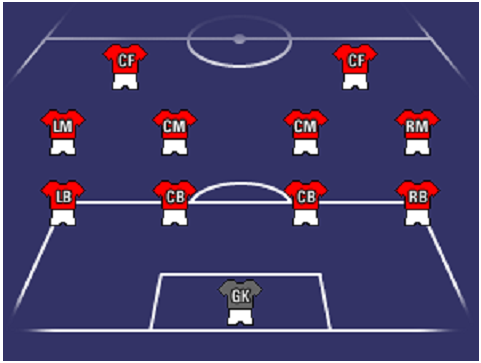 CF CF
LM CM CM RM
LB CB CB RB
GK